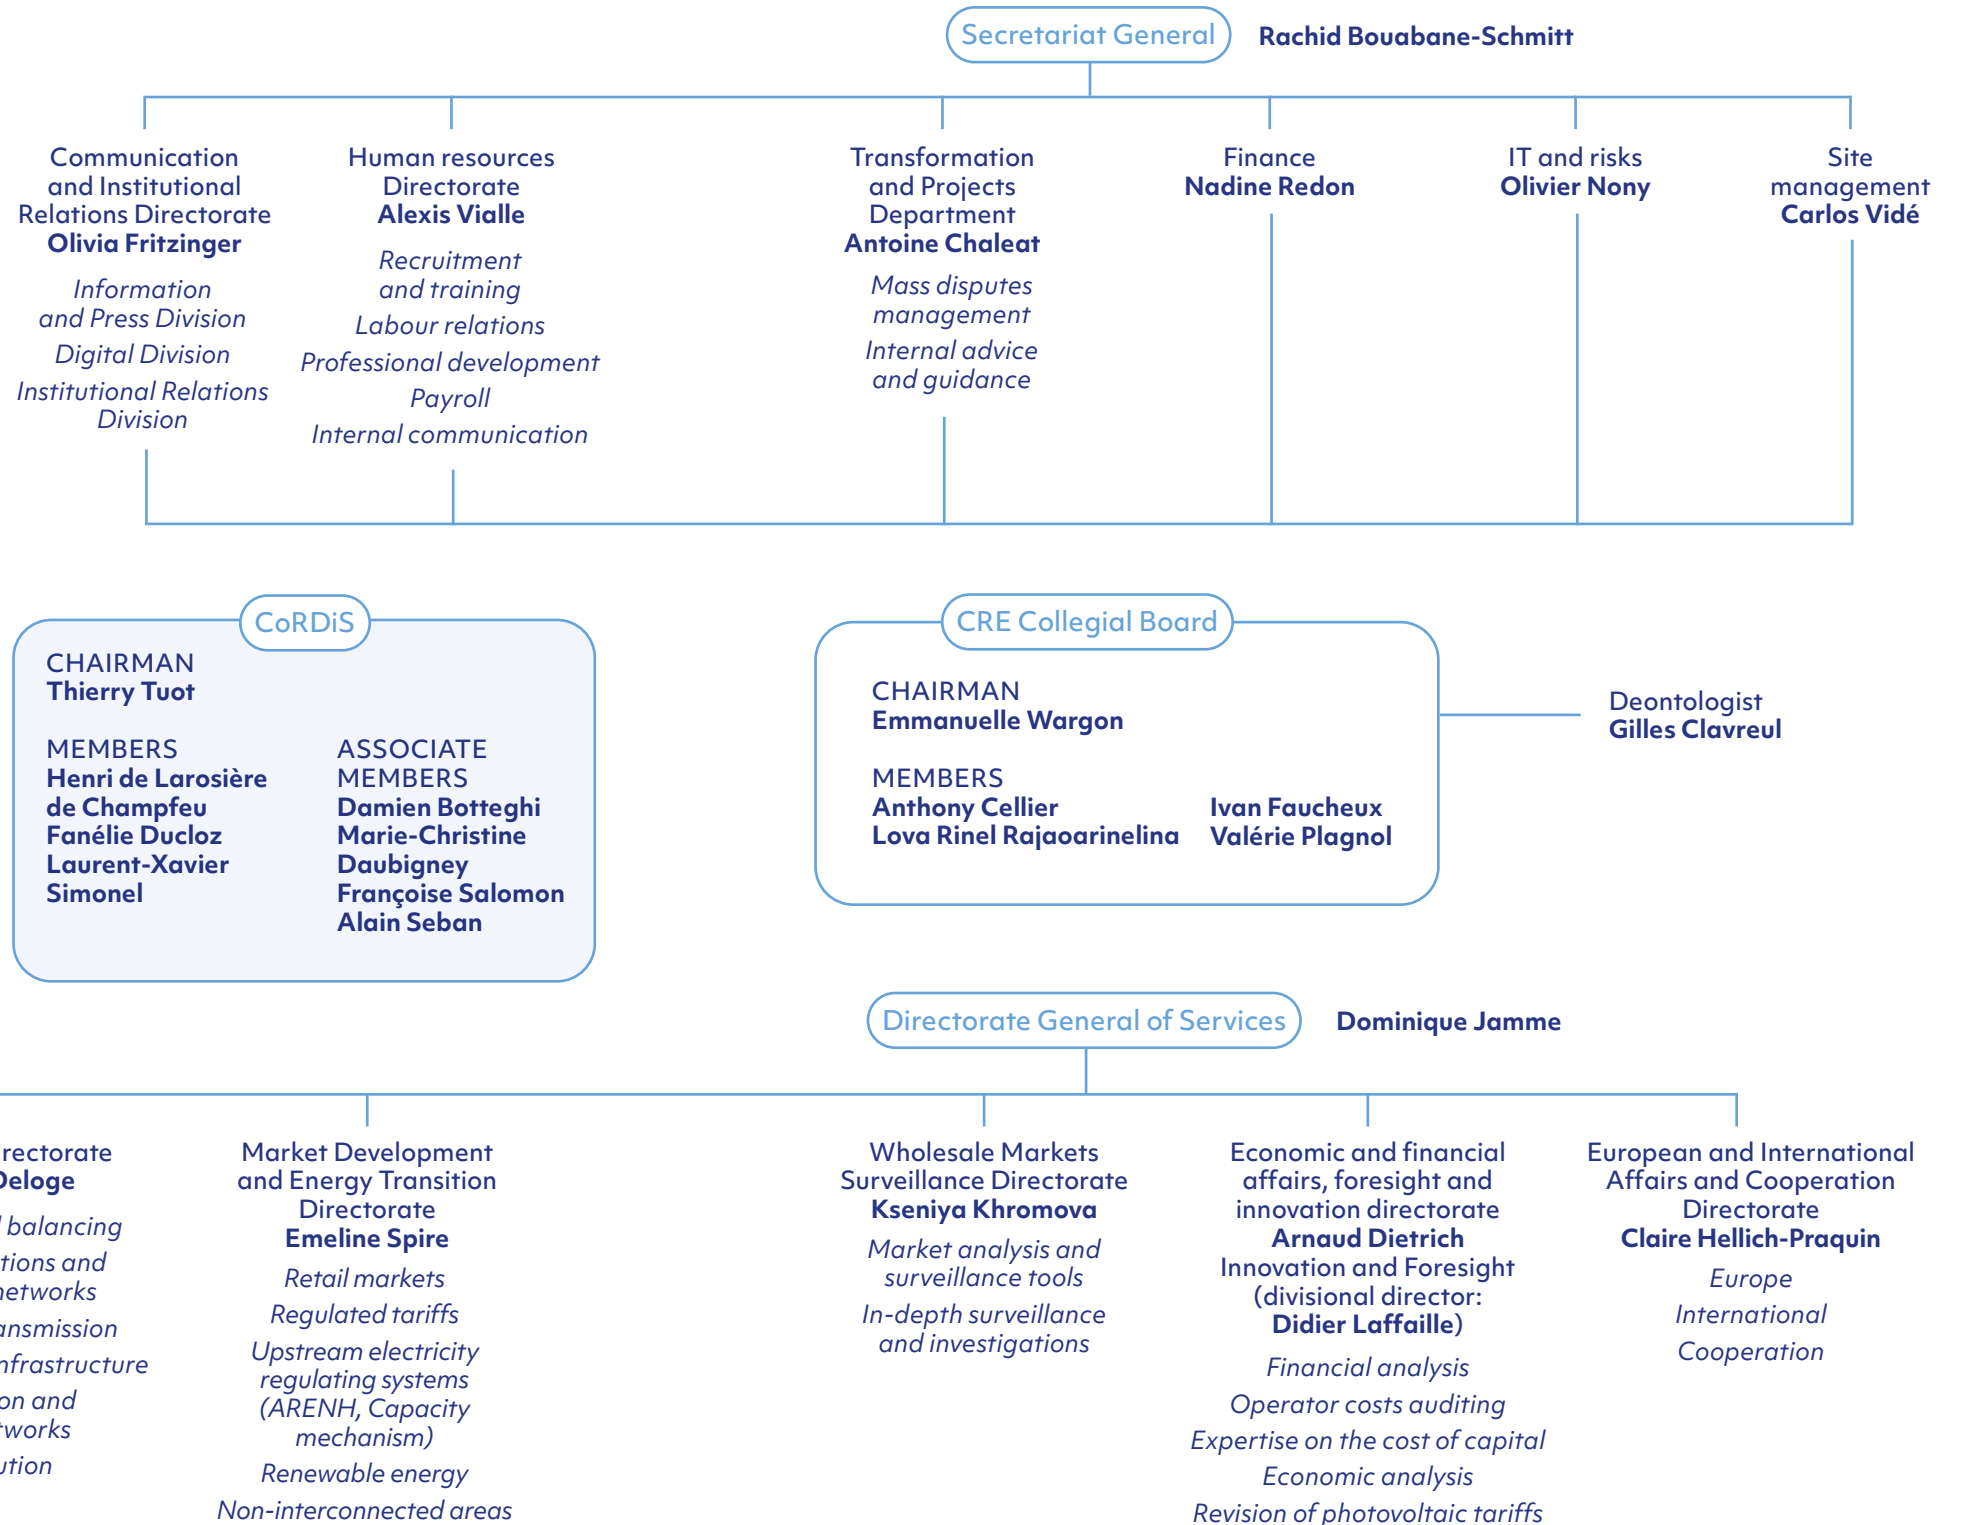 Secretariat General
Rachid Bouabane-Schmitt
Communication
and Institutional
Relations Directorate
Olivia Fritzinger
Information
and Press Division
Digital Division
Institutional Relations
Division
Human resources
Directorate
Alexis Vialle
Recruitment
and training
Labour relations
Professional development
Payroll
Internal communication
Transformation
and Projects
Department
Antoine Chaleat
Mass disputes
management
Internal advice
and guidance
Finance
Nadine Redon
IT and risks
Olivier Nony
Site
management
Carlos Vidé
CoRDiS
CHAIRMAN
Thierry Tuot
MEMBERS
Henri de Larosière
de Champfeu
Fanélie Ducloz
Laurent-Xavier
Simonel
ASSOCIATE
MEMBERS
Damien Botteghi
Marie-Christine
Daubigney
Françoise Salomon
Alain Seban
CRE Collegial Board
CHAIRMAN
Emmanuelle Wargon
MEMBERS
Anthony Cellier
Lova Rinel Rajaoarinelina
Ivan Faucheux
Valérie Plagnol
Deontologist
Gilles Clavreul
Directorate General of Services
Dominique Jamme
rectorate
Deloge
balancing
tions and
networks
ansmission
nfrastructure
on and
tworks
ution
Market Development
and Energy Transition
Directorate
Emeline Spire
Retail markets
Regulated tariffs
Upstream electricity
regulating systems
(ARENH, Capacity
mechanism)
Renewable energy
Non-interconnected areas
Wholesale Markets
Surveillance Directorate
Kseniya Khromova
Market analysis and
surveillance tools
In-depth surveillance
and investigations
Economic and financial
affairs, foresight and
innovation directorate
Arnaud Dietrich
Innovation and Foresight
(divisional director:
Didier Laffaille)
Financial analysis
Operator costs auditing
Expertise on the cost of capital
Economic analysis
Revision of photovoltaic tariffs
European and International
Affairs and Cooperation
Directorate
Claire Hellich-Praquin
Europe
International
Cooperation